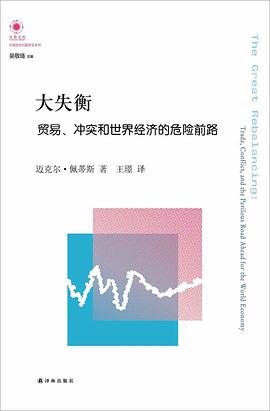 吴敬琏 主编
大失衡
贸易、冲突和世界经济的危险前路
迈克尔·佩蒂斯 著 王璟 译
The Great Rebalancing:
Trade, Conflict, and the Perilous Road Ahead for the World Economy
译林出版社